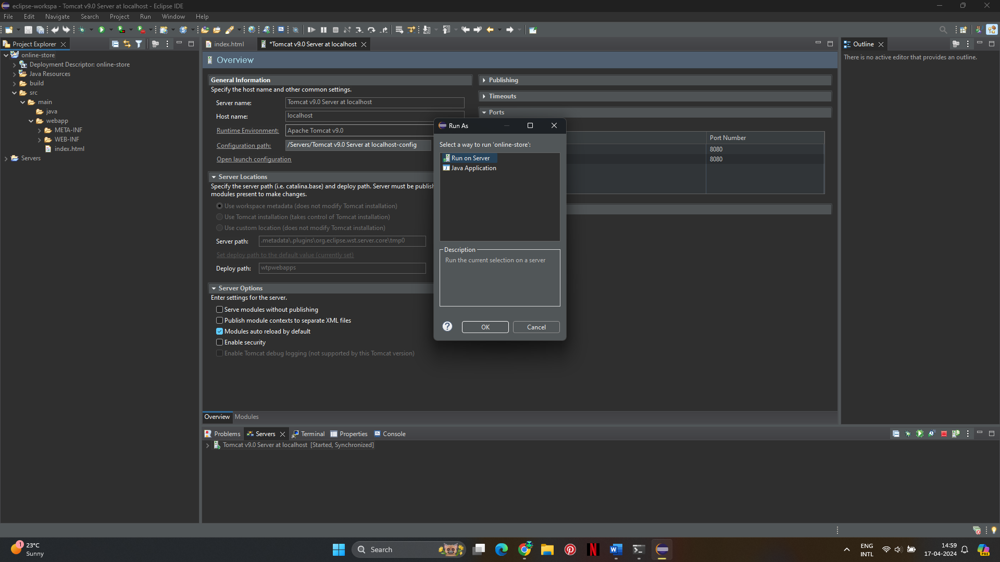 eclipse-workspa - Tomcat v9.0 Server at localhost - Eclipse IDE
File Edit Navigate Search Project Run Window Help
Project Explorer
index.html
*Tomcat v9.0 Server at localhost
Outline
online-store
Deployment Descriptor: online-store
Java Resources
build
src
main
java
webapp
META-INF
WEB-INF
index.html
Servers
Overview
General Information
Specify the host name and other common settings.
Server name: Tomcat v9.0 Server at localhost
Host name: localhost
Runtime Environment: Apache Tomcat v9.0
Configuration path: /Servers/Tomcat v9.0 Server at localhost-config
Open launch configuration
Server Locations
Specify the server path (i.e. catalina.base) and deploy path. Server must be publish
modules present to make changes.
Use workspace metadata (does not modify Tomcat installation)
Use Tomcat installation (takes control of Tomcat installation)
Use custom location (does not modify Tomcat installation)
Server path: .metadata\.plugins\org.eclipse.wst.server.core\tmp0
Set deploy path to the default value (currently set)
Deploy path: wtpwebapps
Server Options
Enter settings for the server.
Serve modules without publishing
Publish module contexts to separate XML files
Modules auto reload by default
Enable security
Enable Tomcat debug logging (not supported by this Tomcat version)
Publishing
Timeouts
Ports
Port Number
8080
8080
Run As
Select a way to run 'online-store':
Run on Server
Java Application
Description
Run the current selection on a server
OK Cancel
There is no active editor that provides an outline.
Overview Modules
Problems Servers Terminal Properties Console
Tomcat v9.0 Server at localhost [Started, Synchronized]
1
23°C
Sunny
Search
ENG
INTL
14:59
17-04-2024
PRE